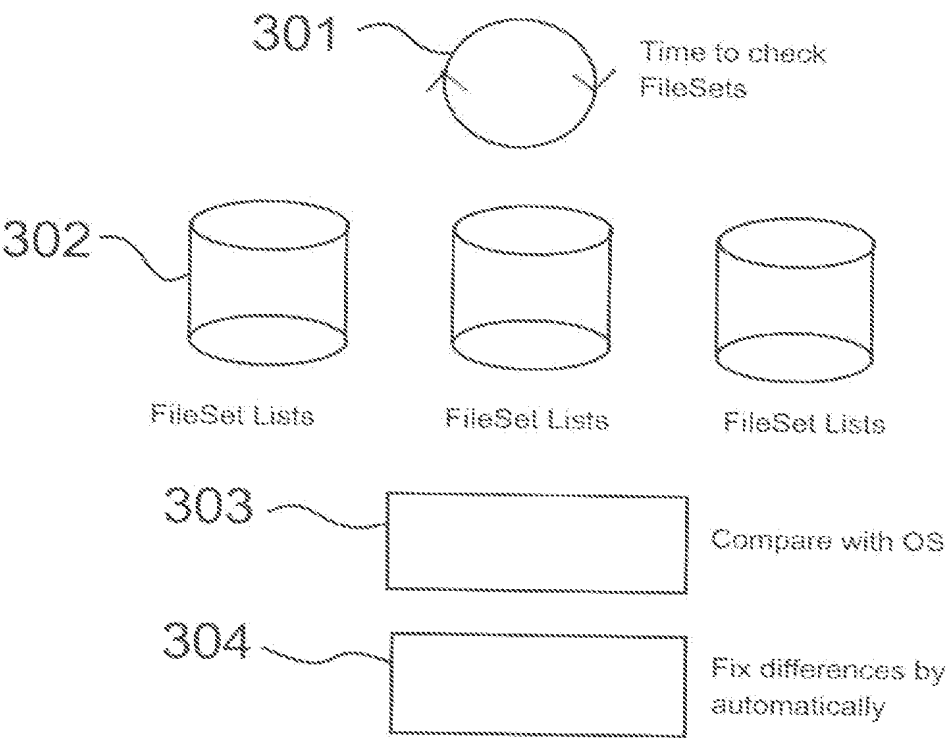 301
Time to check
FileSets
302
FileSet Lists
FileSet Lists
FileSet Lists
303
Compare with OS
304
Fix differences by
automatically